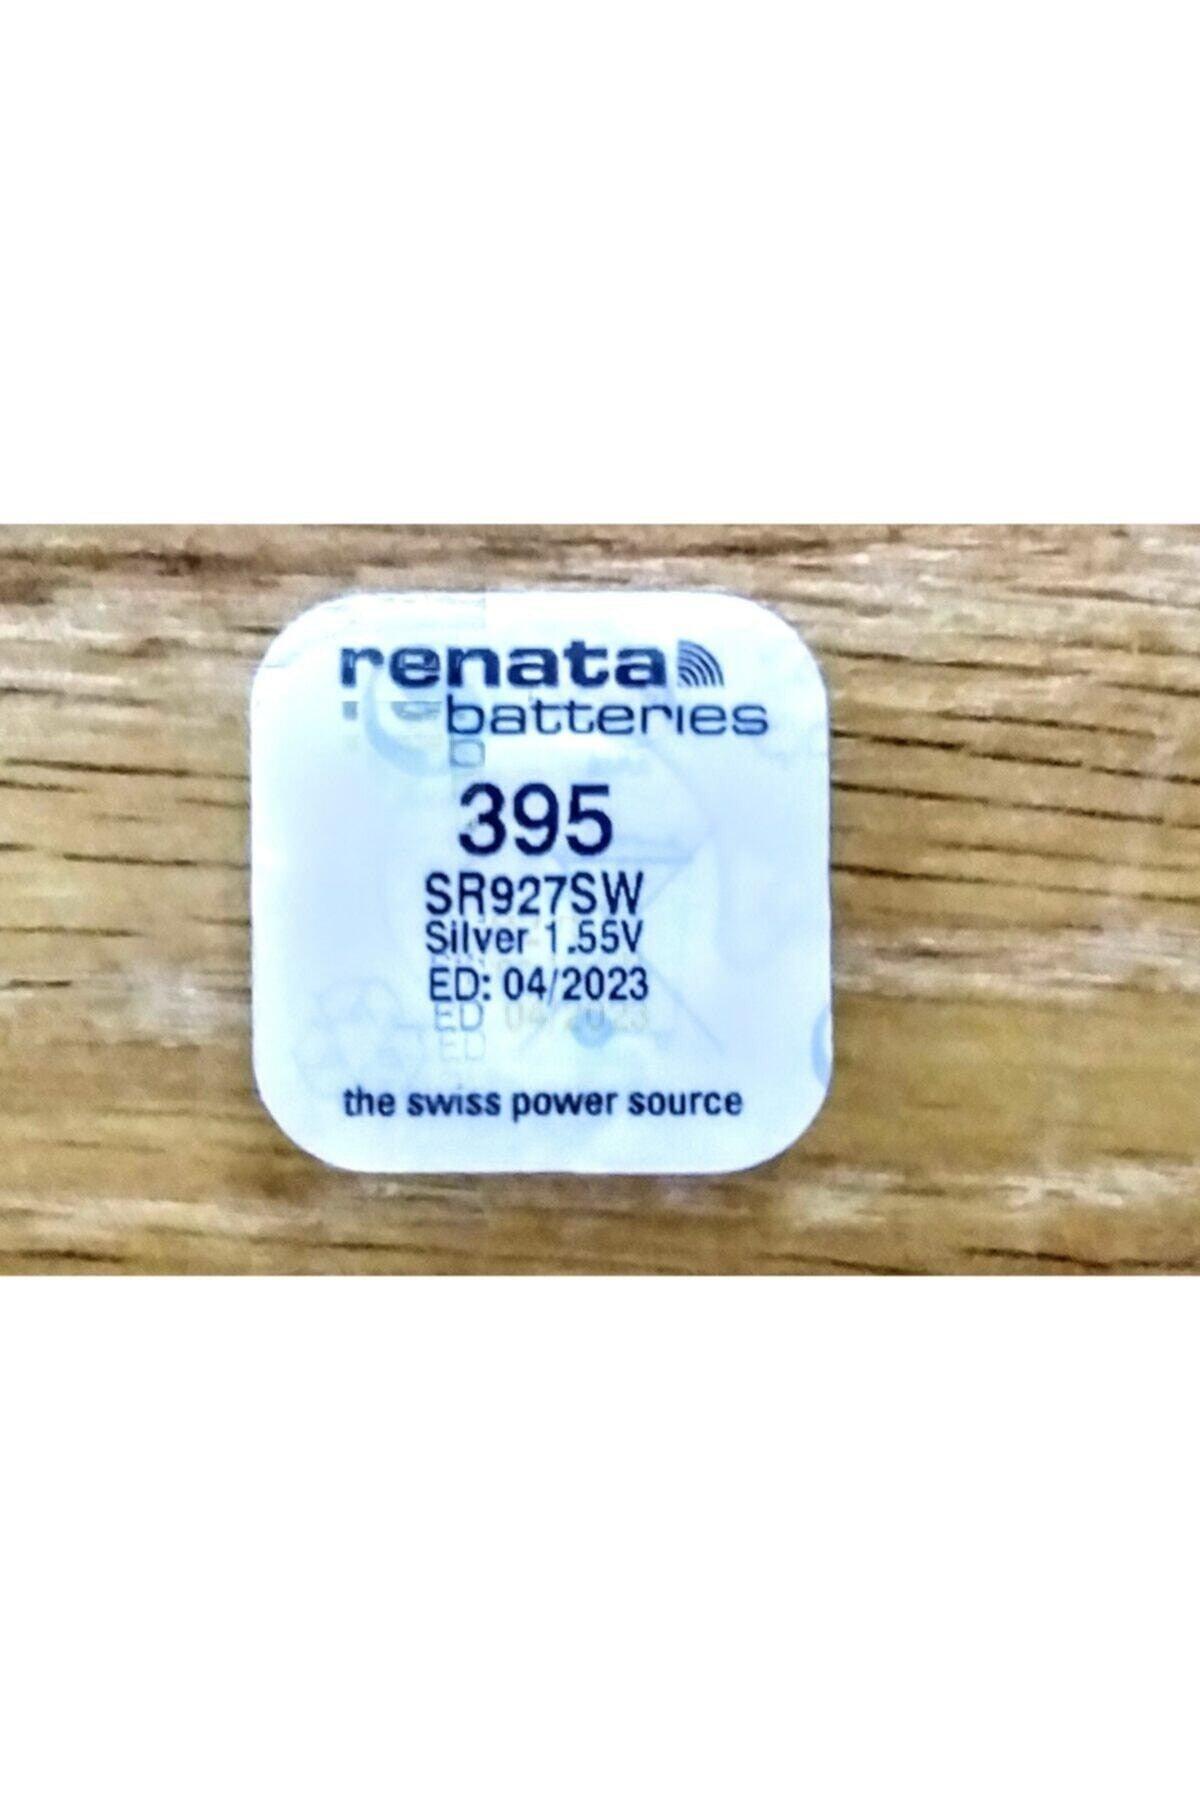 renata
batteries
395
SR927SW
Silver 1.55V
ED: 04/2023
the swiss power source